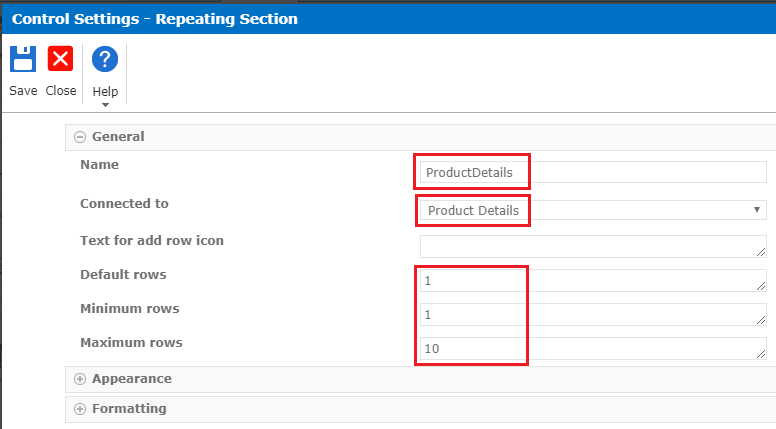 Control Settings - Repeating Section
Save Close Help
General
Name ProductDetails
Connected to Product Details
Text for add row icon
Default rows 1
Minimum rows 1
Maximum rows 10
Appearance
Formatting